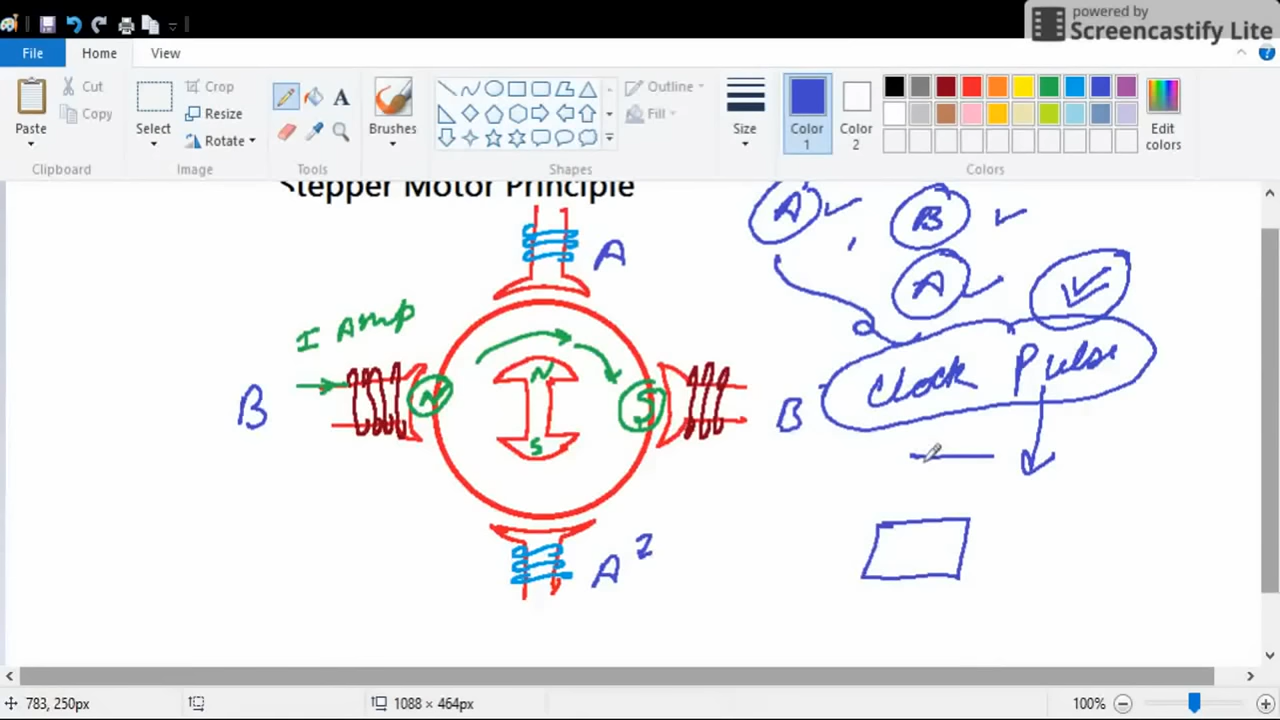 powered by
Screencastify Lite
File Home View
Paste
Cut
Copy
Clipboard
Select
Crop
Resize
Rotate
Image
A
Tools
Brushes
Shapes
Outline
Fill
Size
Color 1
Color 2
Edit colors
Colors
Stepper Motor Principle
A
A
B
A
I Amp
B
N
N
S
S
B
Clock Pulse
A 2
783, 250px
1088 × 464px
100%